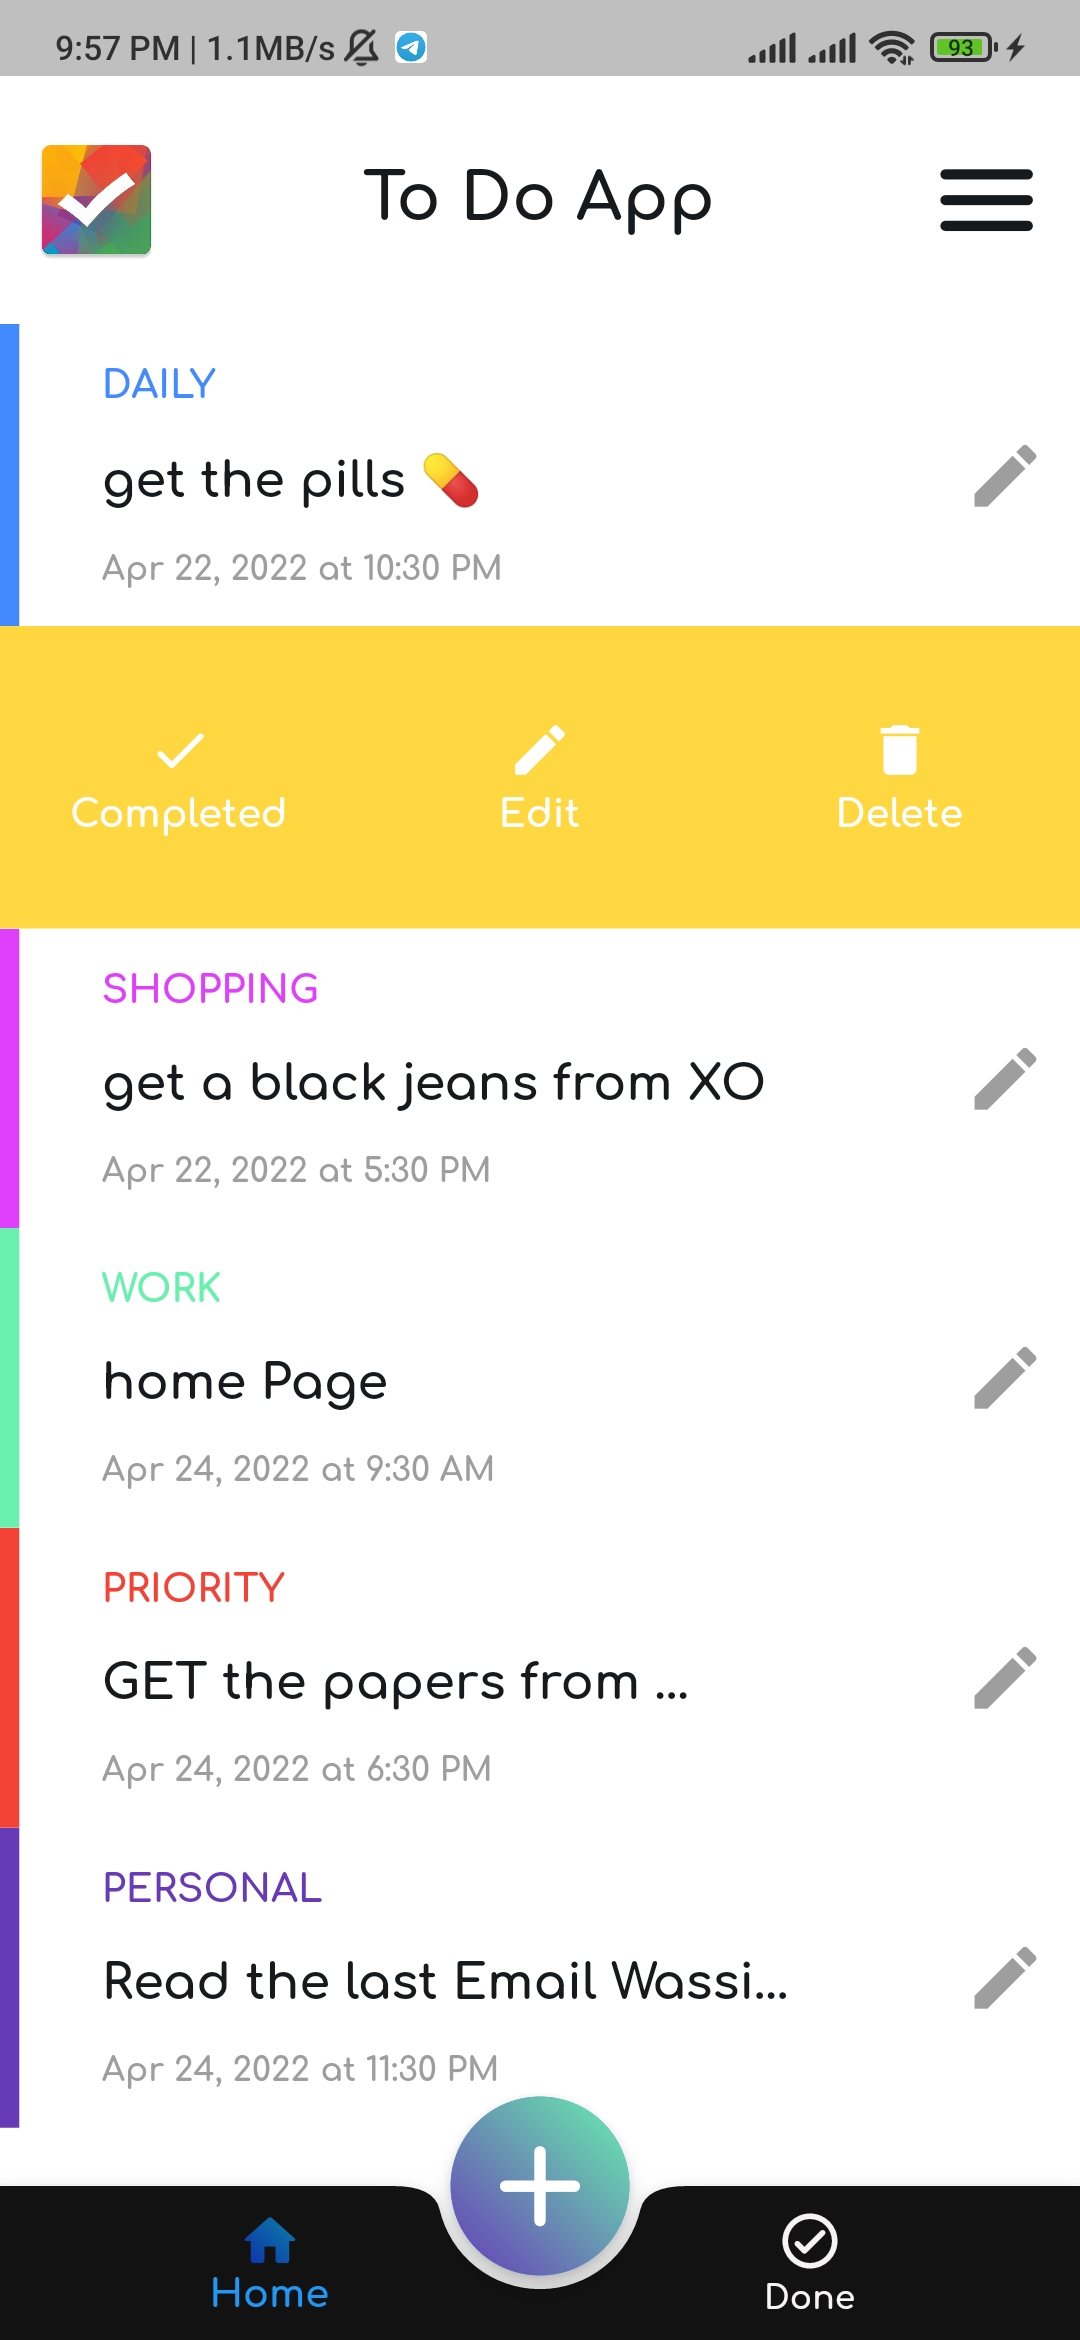 9:57 PM | 1.1MB/s
93
To Do App
DAILY
get the pills 💊
Apr 22, 2022 at 10:30 PM
Completed
Edit
Delete
SHOPPING
get a black jeans from XO
Apr 22, 2022 at 5:30 PM
WORK
home Page
Apr 24, 2022 at 9:30 AM
PRIORITY
GET the papers from ...
Apr 24, 2022 at 6:30 PM
PERSONAL
Read the last Email Wassi...
Apr 24, 2022 at 11:30 PM
Home
Done